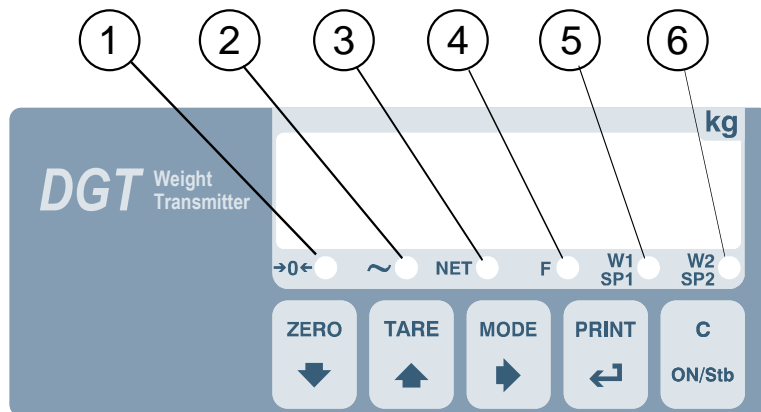 1 2 3 4 5 6
kg
DGT Weight
Transmitter
→0← ~ NET F W1 W2
SP1 SP2
ZERO TARE MODE PRINT C
ON/Stb